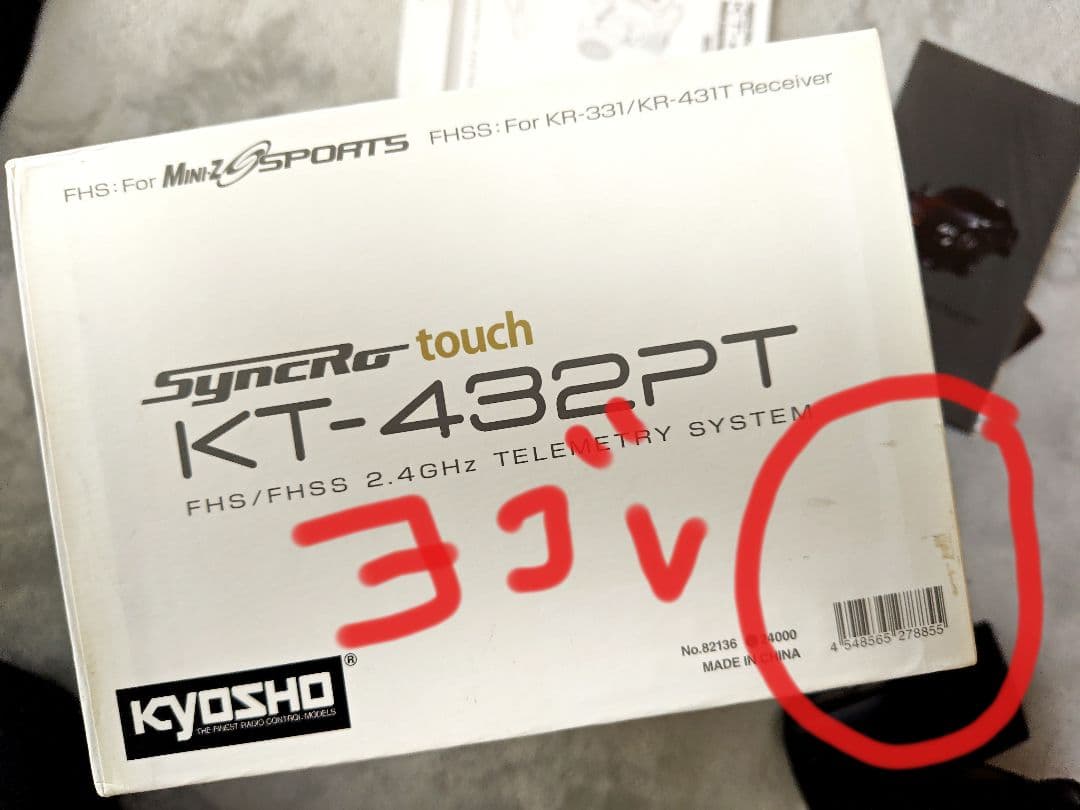 FHS:For MINI-Z SPORTS FHSS:For KR-331/KR-431T Receiver
SYNCRO touch
KT-432PT
FHS/FHSS 2.4GHz TELEMETRY SYSTEM
ヨゴレ
No.82136 24000
MADE IN CHINA
4 548565 278855
KYOSHO ®
THE FINEST RADIO CONTROL MODELS